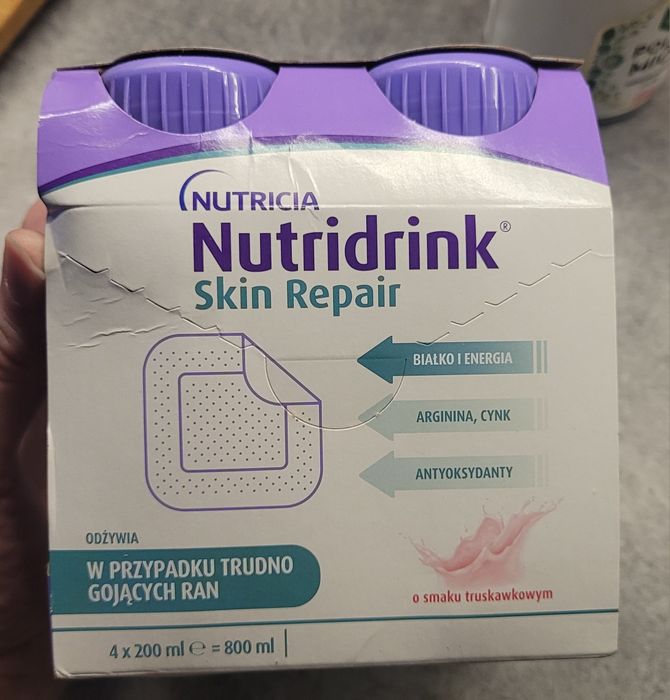 NUTRICIA
Nutridrink®
Skin Repair
BIAŁKO I ENERGIA
ARGININA, CYNK
ANTYOKSYDANTY
ODŻYWIA
W PRZYPADKU TRUDNO
GOJĄCYCH RAN
o smaku truskawkowym
4 x 200 ml ℮ = 800 ml